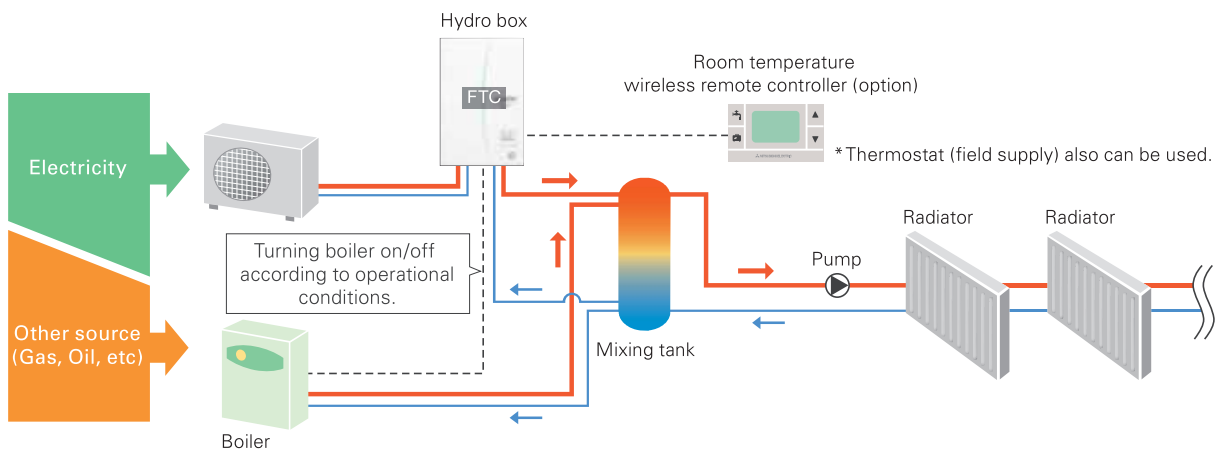 Hydro box
FTC
Room temperature
wireless remote controller (option)
* Thermostat (field supply) also can be used.
Electricity
Turning boiler on/off
according to operational
conditions.
Radiator
Radiator
Pump
Other source
(Gas, Oil, etc)
Mixing tank
Boiler